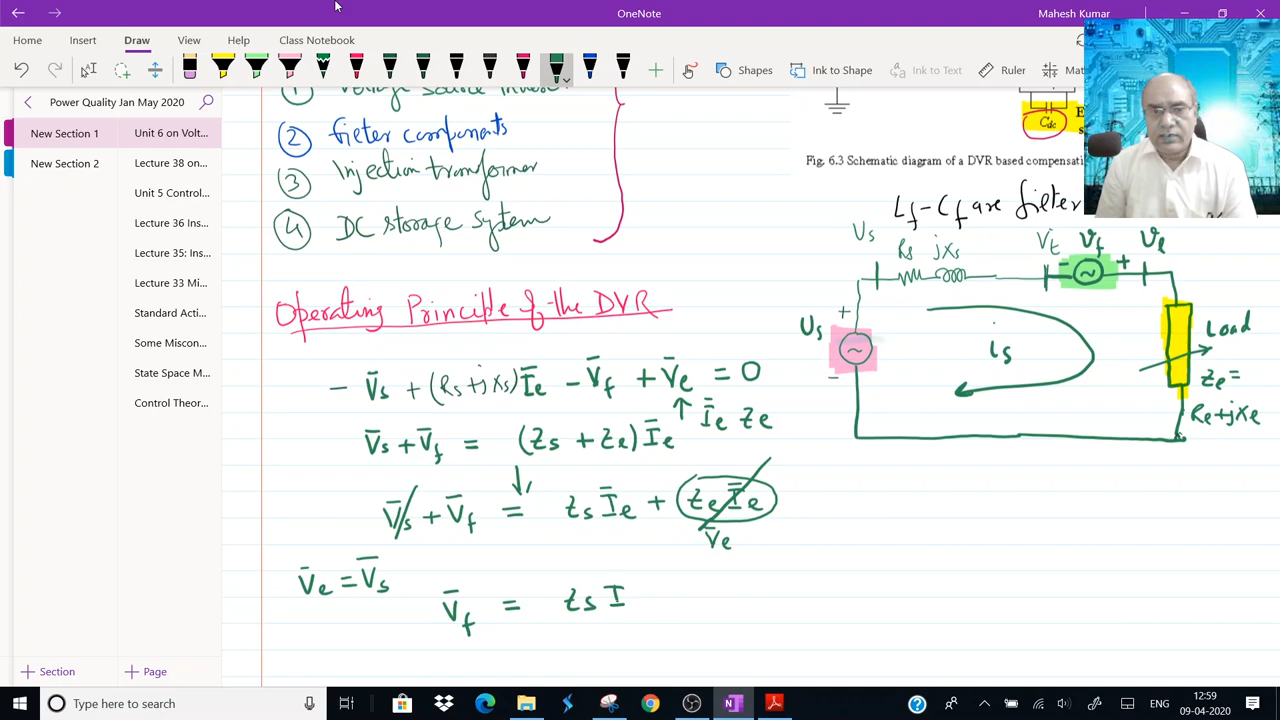 OneNote
Mahesh Kumar
Home Insert Draw View Help Class Notebook
Shapes Ink to Shape Ink to Text Ruler
Power Quality Jan May 2020
New Section 1
New Section 2
Unit 6 on Volt...
Lecture 38 on...
Unit 5 Control...
Lecture 36 Ins...
Lecture 35: Ins...
Lecture 33 Mi...
Standard Acti...
Some Miscon...
State Space M...
Control Theor...
+ Section
+ Page
② filter components
③ Injection transformer
④ DC storage system
Operating Principle of the DVR
- V̄s + (Rs+jXs) Īe - V̄f + V̄e = 0
↑ Īe Ze
V̄s + V̄f = (Zs + Ze) Īe
V̄s + V̄f = Zs Īe + Ze Īe
V̄e
V̄e = V̄s
V̄f = Zs I
Cdc
Fig. 6.3 Schematic diagram of a DVR based compensati
Lf-Cf are filter
Us Rs jXs Vt Vf Vl
- +
+
Us
-
is
Load
Ze =
Re+jXe
Type here to search
ENG
12:59
09-04-2020